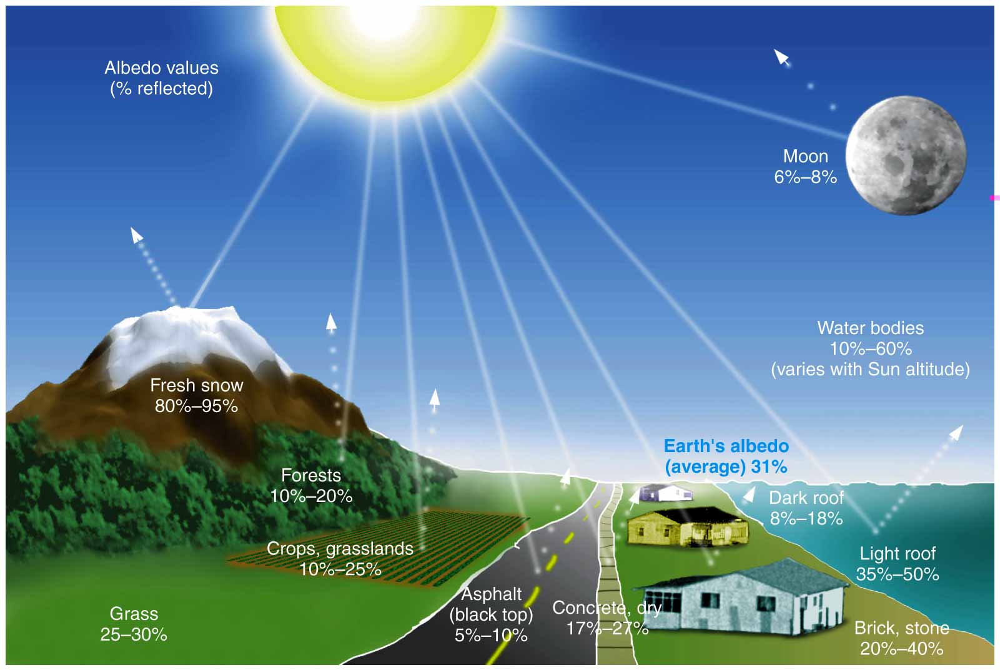 Albedo values
(% reflected)
Moon
6%–8%
Water bodies
10%–60%
(varies with Sun altitude)
Fresh snow
80%–95%
Earth's albedo
(average) 31%
Forests
10%–20%
Dark roof
8%–18%
Crops, grasslands
10%–25%
Light roof
35%–50%
Asphalt
(black top)
5%–10%
Concrete, dry
17%–27%
Grass
25–30%
Brick, stone
20%–40%